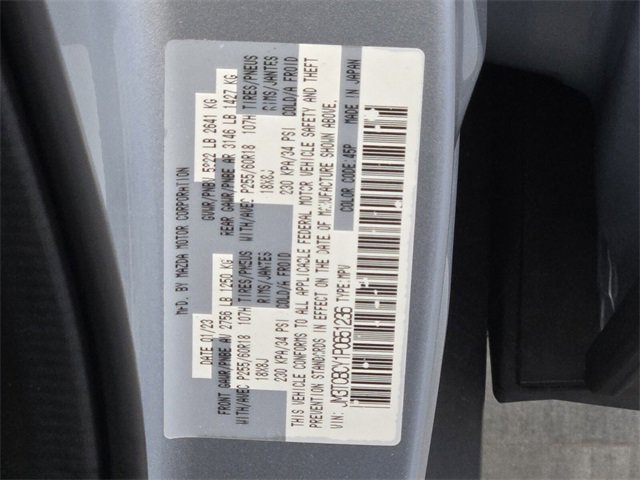 MFD. BY MAZDA MOTOR CORPORATION
DATE 01/23 GVWR/PNBV 5822 LB 2641 KG
FRONT GAWR/PNBE AV 2756 LB 1250 KG REAR GAWR/PNBE AR 3146 LB 1427 KG
WITH/AVEC P255/60R18 107H TIRES/PNEUS WITH/AVEC P255/60R18 107H TIRES/PNEUS
18X8J RIMS/JANTES 18X8J RIMS/JANTES
230 KPA/34 PSI COLD/A FROID 230 KPA/34 PSI COLD/A FROID
THIS VEHICLE CONFORMS TO ALL APPLICABLE FEDERAL MOTOR VEHICLE SAFETY AND THEFT
PREVENTION STANDARDS IN EFFECT ON THE DATE OF MANUFACTURE SHOWN ABOVE.
VIN: TYPE:MPV COLOR CODE:45P MADE IN JAPAN